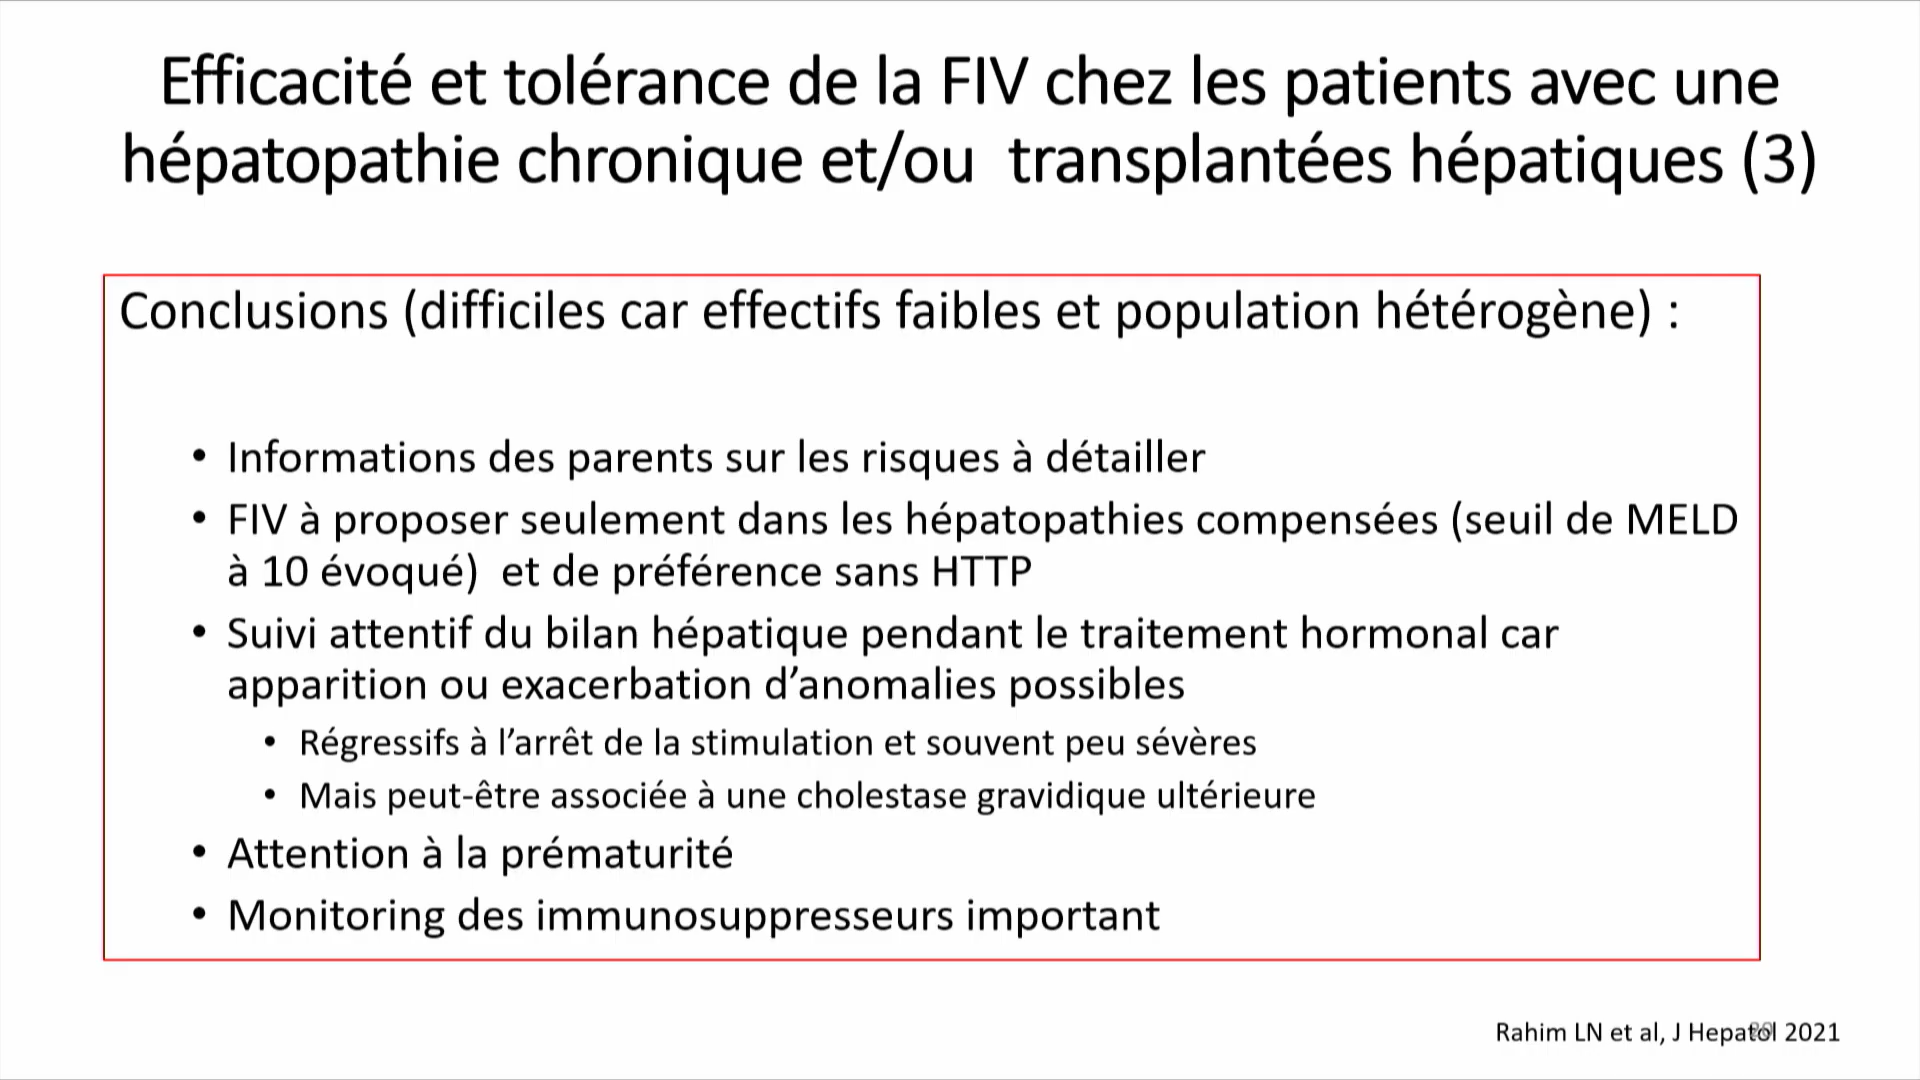 Efficacité et tolérance de la FIV chez les patients avec une
hépatopathie chronique et/ou transplantées hépatiques (3)
Conclusions (difficiles car effectifs faibles et population hétérogène) :
• Informations des parents sur les risques à détailler
• FIV à proposer seulement dans les hépatopathies compensées (seuil de MELD
à 10 évoqué) et de préférence sans HTTP
• Suivi attentif du bilan hépatique pendant le traitement hormonal car
apparition ou exacerbation d’anomalies possibles
• Régressifs à l’arrêt de la stimulation et souvent peu sévères
• Mais peut-être associée à une cholestase gravidique ultérieure
• Attention à la prématurité
• Monitoring des immunosuppresseurs important
Rahim LN et al, J Hepatol 2021